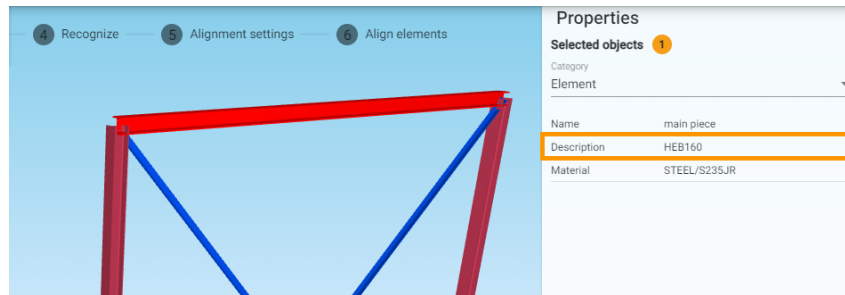 4 Recognize 5 Alignment settings 6 Align elements
Properties
Selected objects 1
Category
Element
Name main piece
Description HEB160
Material STEEL/S235JR